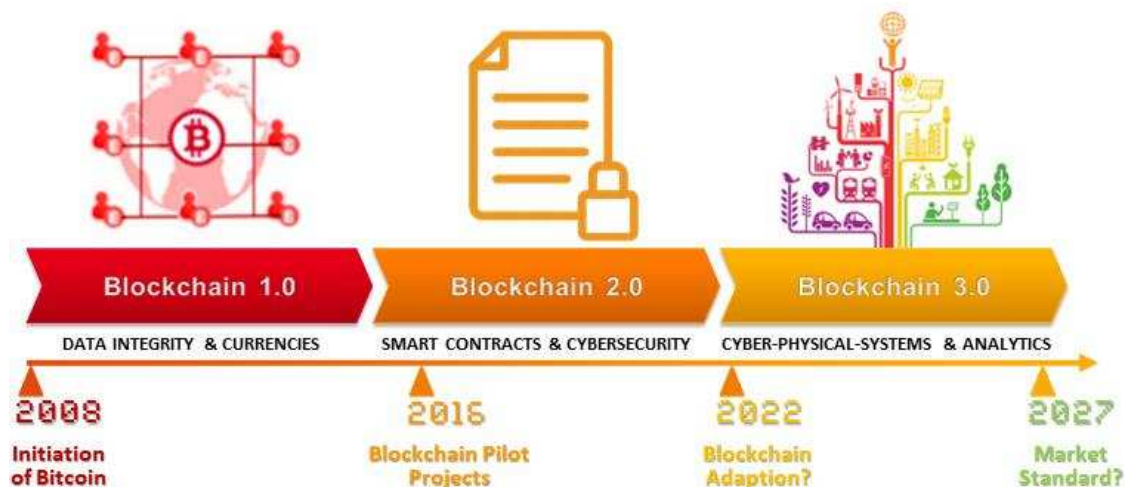 Blockchain 1.0
Blockchain 2.0
Blockchain 3.0
DATA INTEGRITY & CURRENCIES
SMART CONTRACTS & CYBERSECURITY
CYBER-PHYSICAL-SYSTEMS & ANALYTICS
2008
Initiation
of Bitcoin
2016
Blockchain Pilot
Projects
2022
Blockchain
Adaption?
2027
Market
Standard?